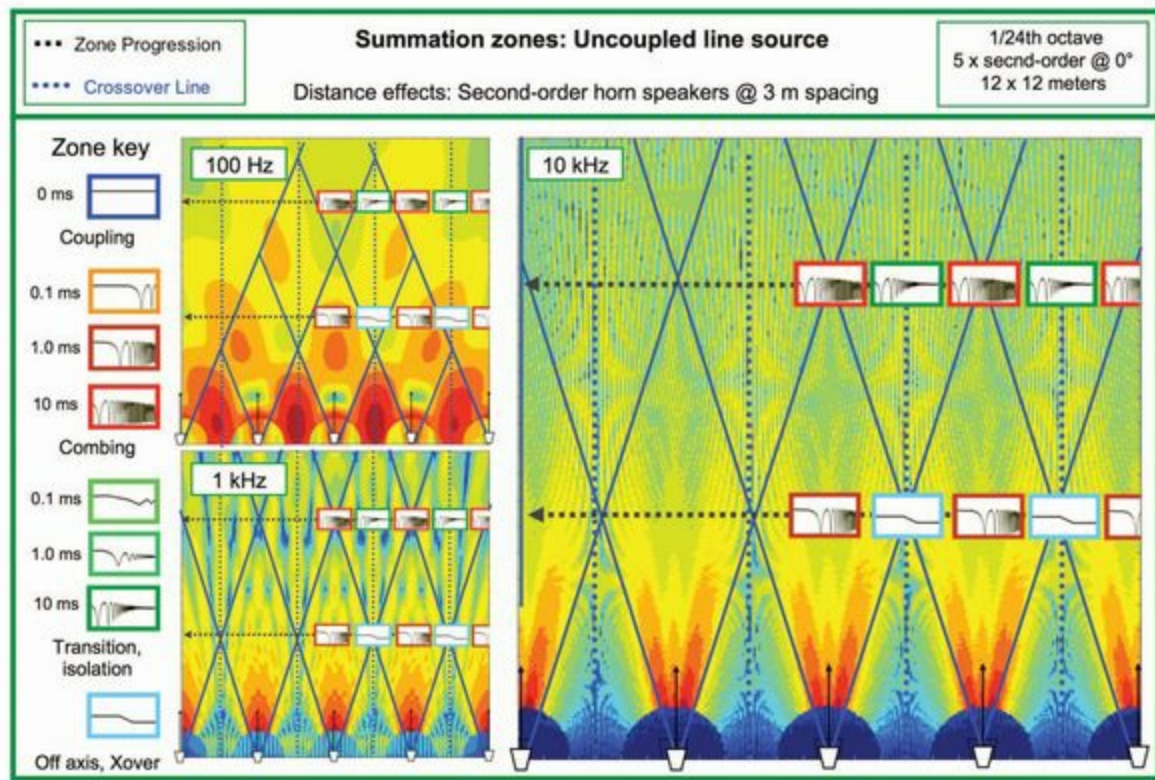 Zone Progression
Crossover Line
Summation zones: Uncoupled line source
Distance effects: Second-order horn speakers @ 3 m spacing
1/24th octave
5 x secnd-order @ 0°
12 x 12 meters
Zone key
0 ms
Coupling
0.1 ms
1.0 ms
10 ms
Combing
0.1 ms
1.0 ms
10 ms
Transition,
isolation
Off axis, Xover
100 Hz
1 kHz
10 kHz